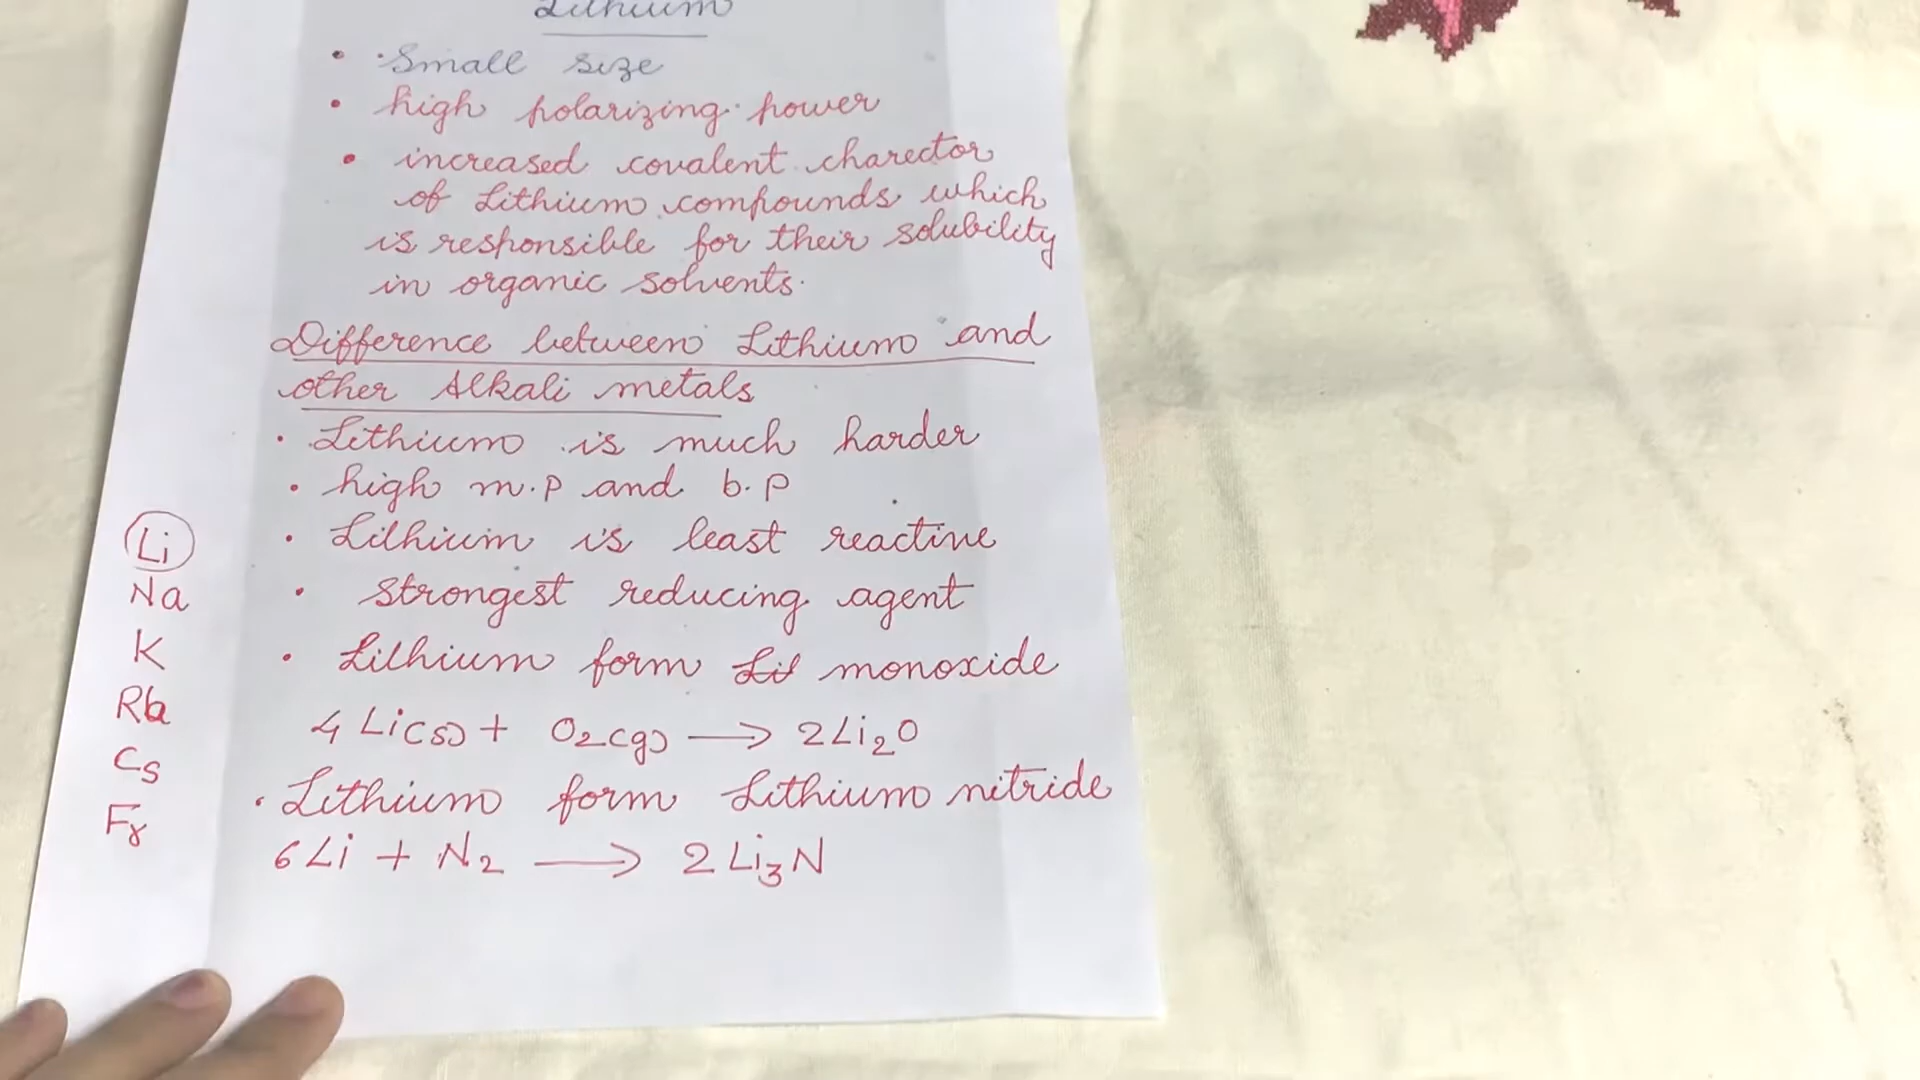 Lithium
• Small size
• high polarizing power
• increased covalent charector
of Lithium compounds which
is responsible for their solubility
in organic solvents.
Difference between Lithium and
other Alkali metals
• Lithium is much harder
• high m.p and b.p
• Lithium is least reactive
• strongest reducing agent
• Lithium form monoxide
4 Li(s) + O2(g) → 2Li2O
• Lithium form Lithium nitride
6Li + N2 → 2Li3N
Li
Na
K
Rb
Cs
Fr